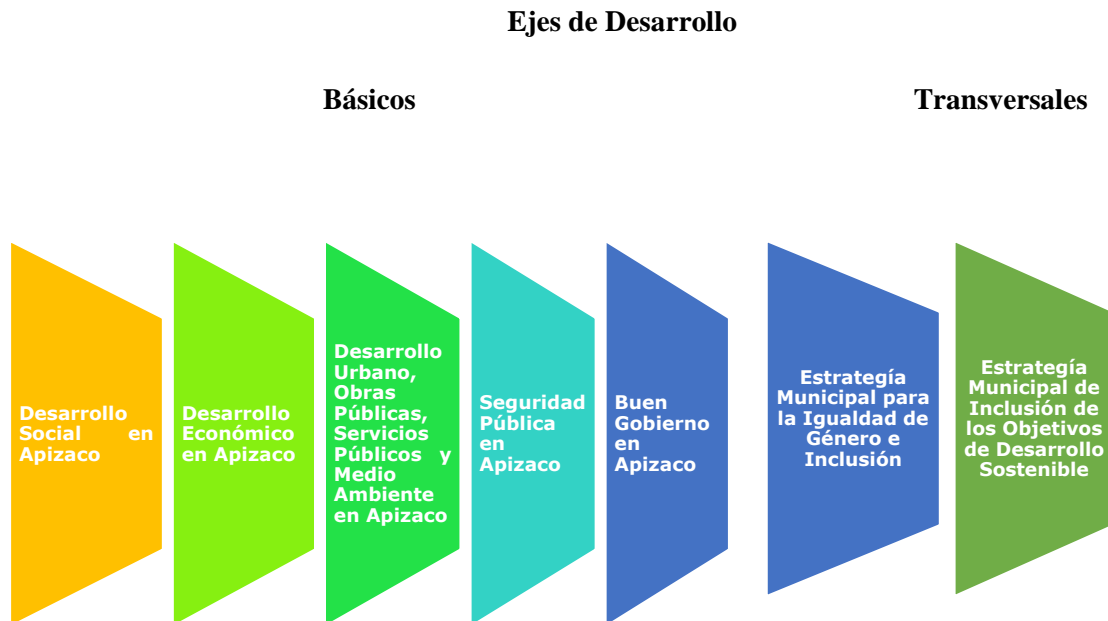 Ejes de Desarrollo
Básicos
Transversales
Desarrollo
Social en
Apizaco
Desarrollo
Económico
en Apizaco
Desarrollo
Urbano,
Obras
Públicas,
Servicios
Públicos y
Medio
Ambiente
en Apizaco
Seguridad
Pública
en
Apizaco
Buen
Gobierno
en
Apizaco
Estrategía
Municipal para
la Igualdad de
Género e
Inclusión
Estrategía
Municipal de
Inclusión de
los Objetivos
de Desarrollo
Sostenible